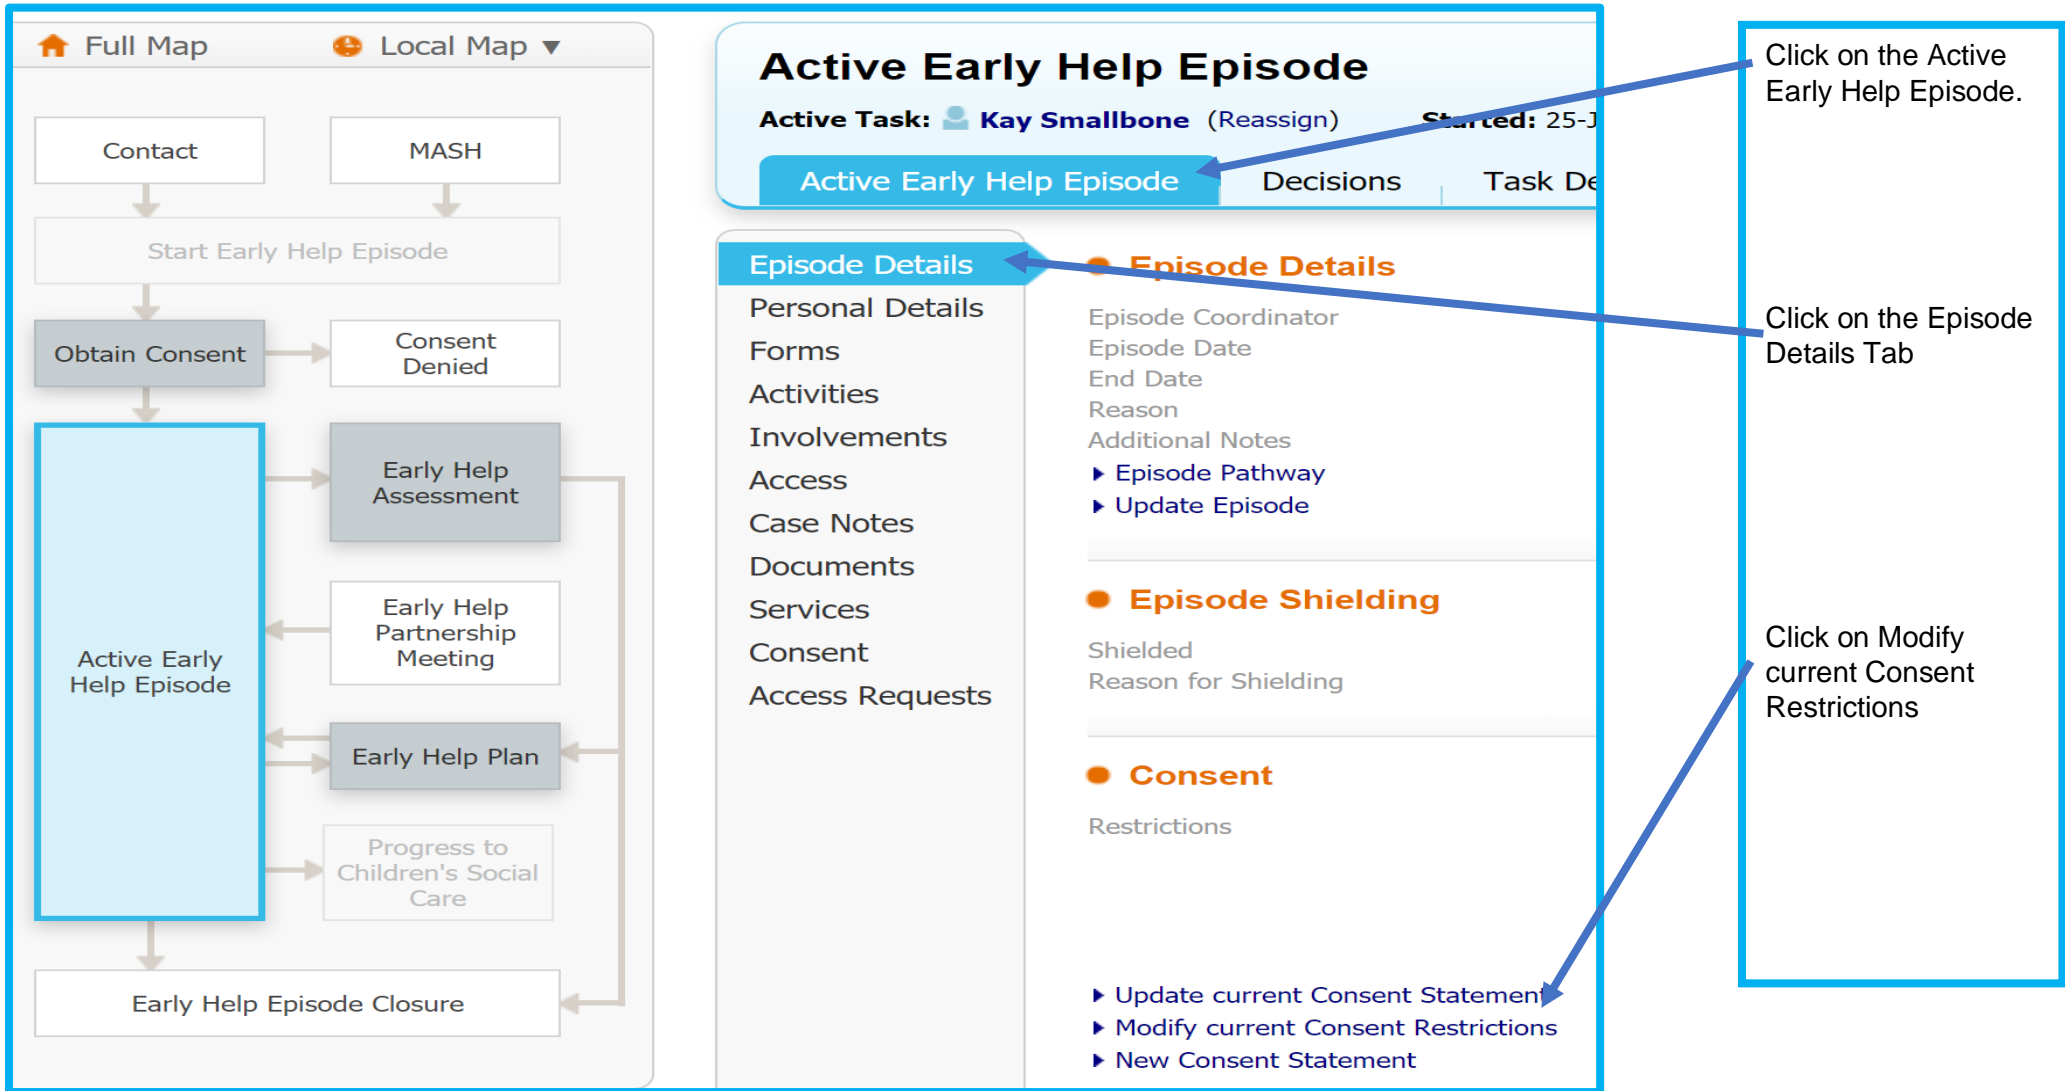 Full Map
Local Map
Contact
MASH
Start Early Help Episode
Obtain Consent
Consent
Denied
Early Help
Assessment
Early Help
Partnership
Meeting
Active Early
Help Episode
Early Help Plan
Progress to
Children's Social
Care
Early Help Episode Closure
Active Early Help Episode
Active Task: Kay Smallbone (Reassign) Started: 25-J
Active Early Help Episode Decisions Task De
Episode Details
Personal Details
Forms
Activities
Involvements
Access
Case Notes
Documents
Services
Consent
Access Requests
Episode Details
Episode Coordinator
Episode Date
End Date
Reason
Additional Notes
Episode Pathway
Update Episode
Episode Shielding
Shielded
Reason for Shielding
Consent
Restrictions
Update current Consent Statement
Modify current Consent Restrictions
New Consent Statement
Click on the Active
Early Help Episode.
Click on the Episode
Details Tab
Click on Modify
current Consent
Restrictions